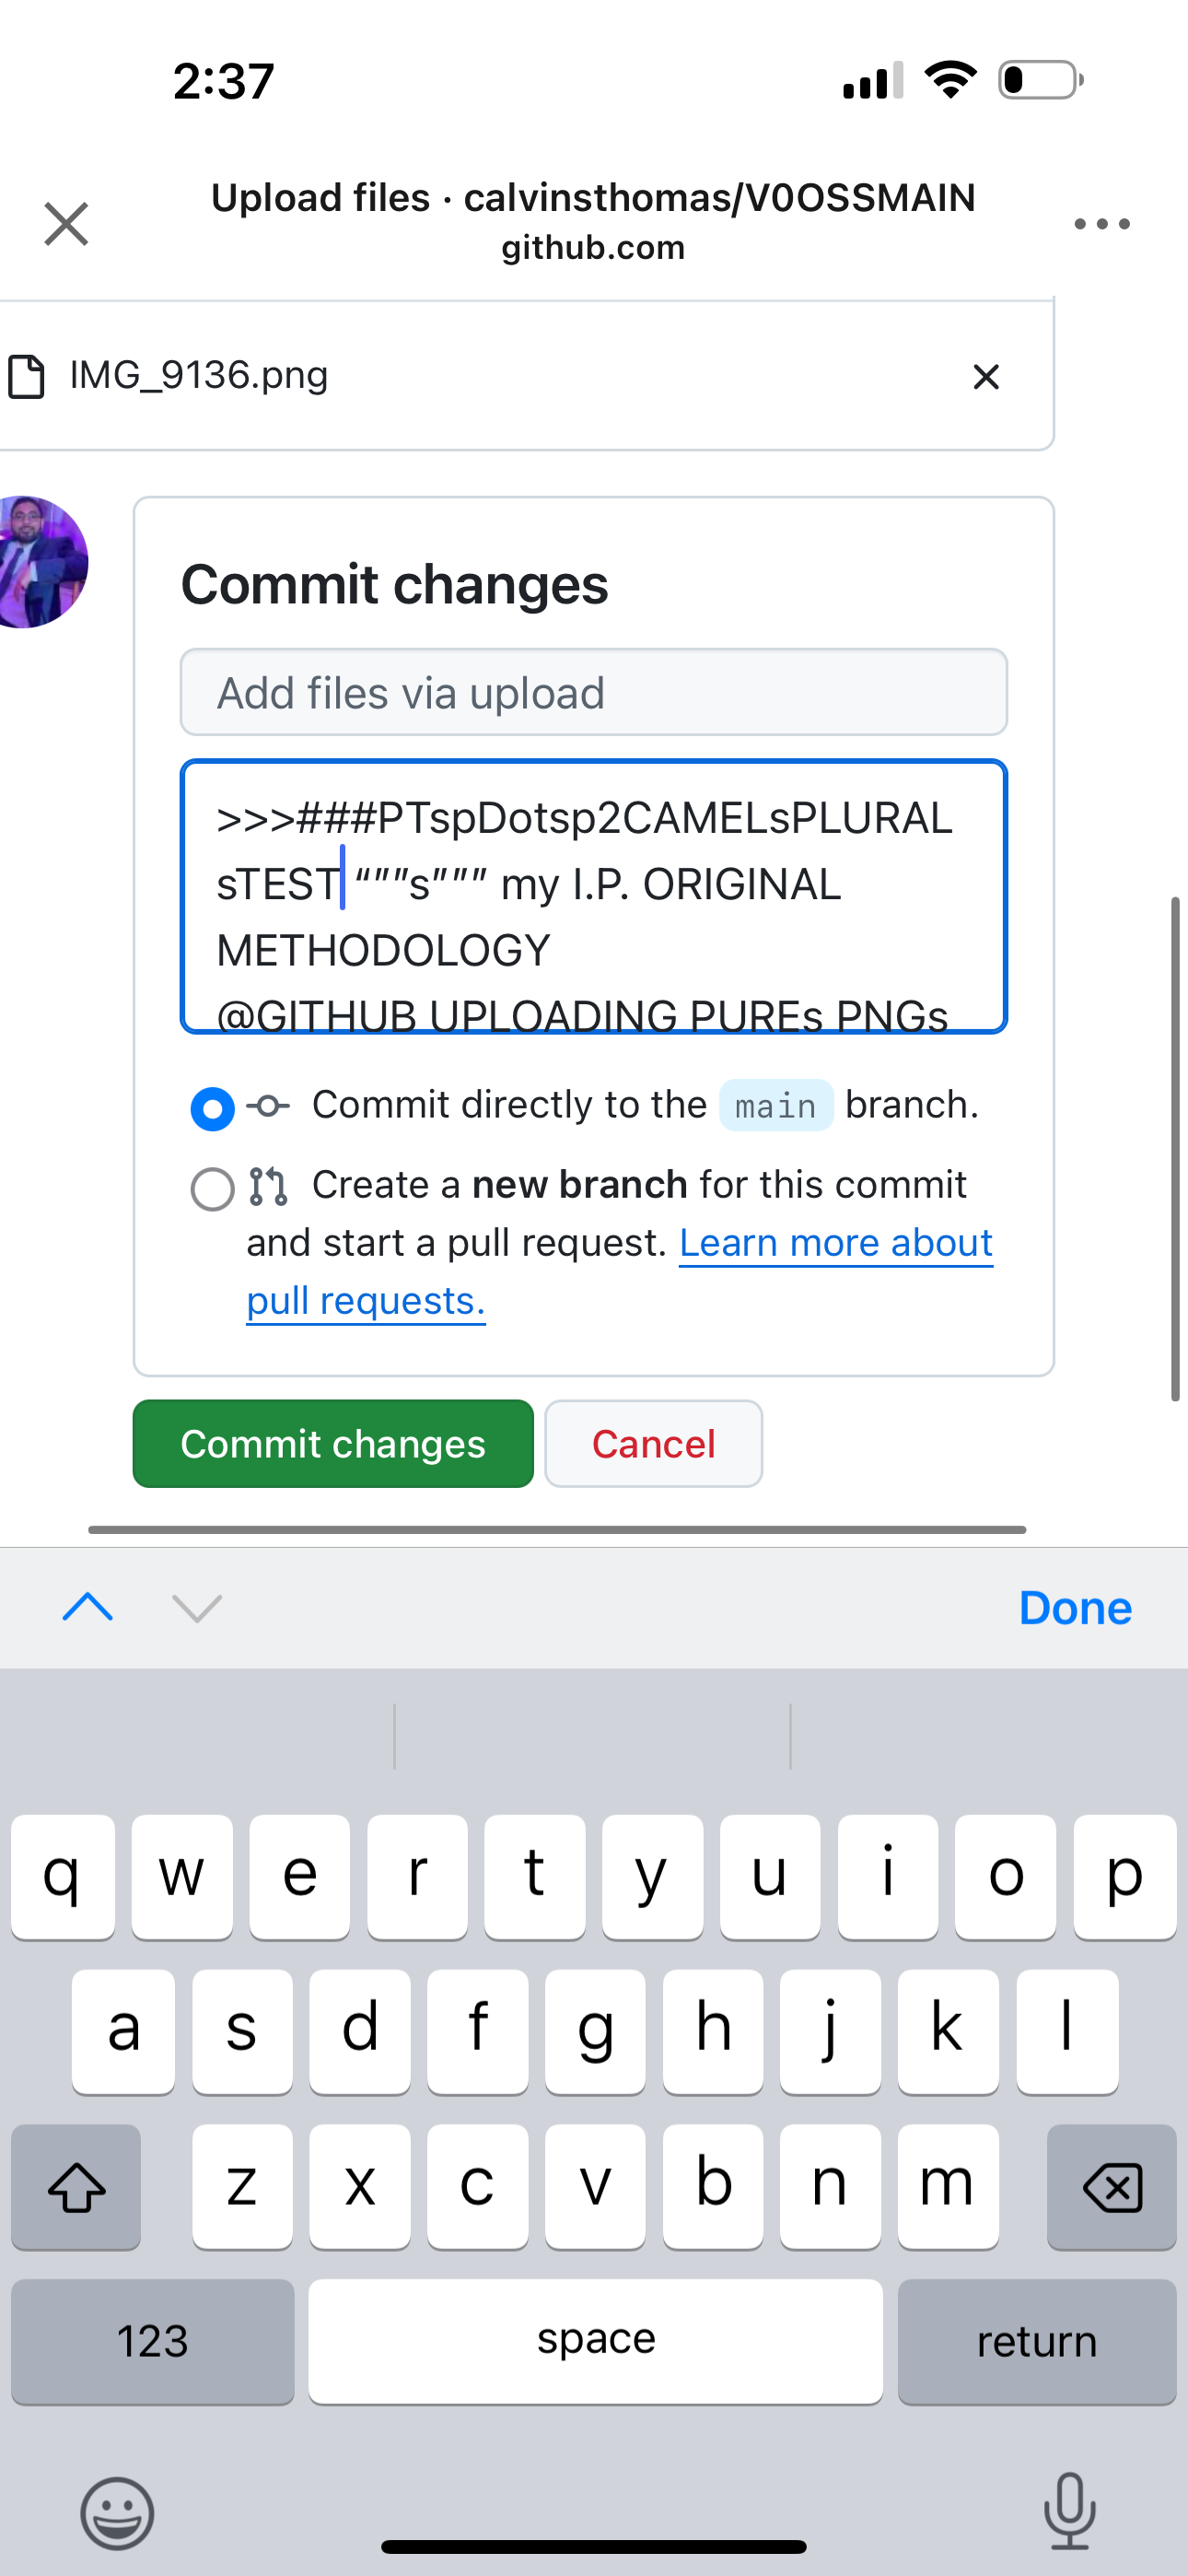 2:37
Upload files · calvinsthomas/V0OSSMAIN
github.com
IMG_9136.png
Commit changes
Add files via upload
>>>###PTspDotsp2CAMELsPLURAL
sTEST “””s””” my I.P. ORIGINAL
METHODOLOGY
@GITHUB UPLOADING PUREs PNGs
Commit directly to the main branch.
Create a new branch for this commit
and start a pull request. Learn more about
pull requests.
Commit changes Cancel
Done
q w e r t y u i o p
a s d f g h j k l
z x c v b n m
123 space return